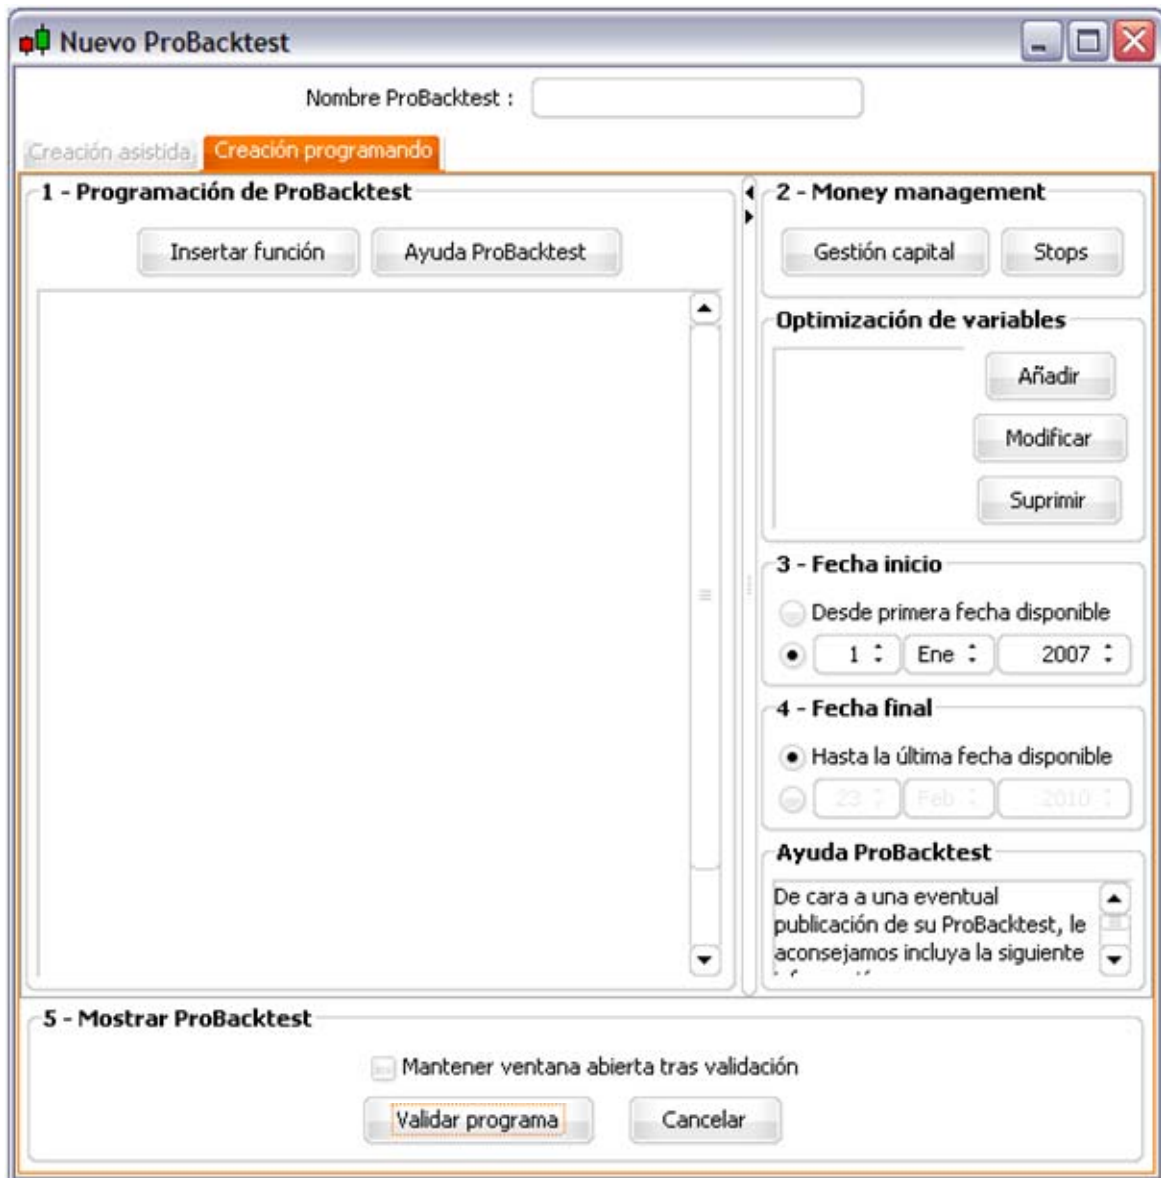 Nuevo ProBacktest
Nombre ProBacktest :
Creación asistida Creación programando
1 - Programación de ProBacktest
Insertar función Ayuda ProBacktest
2 - Money management
Gestión capital Stops
Optimización de variables
Añadir
Modificar
Suprimir
3 - Fecha inicio
Desde primera fecha disponible
1 Ene 2007
4 - Fecha final
Hasta la última fecha disponible
23 Feb 2010
Ayuda ProBacktest
De cara a una eventual
publicación de su ProBacktest, le
aconsejamos incluya la siguiente
5 - Mostrar ProBacktest
Mantener ventana abierta tras validación
Validar programa Cancelar